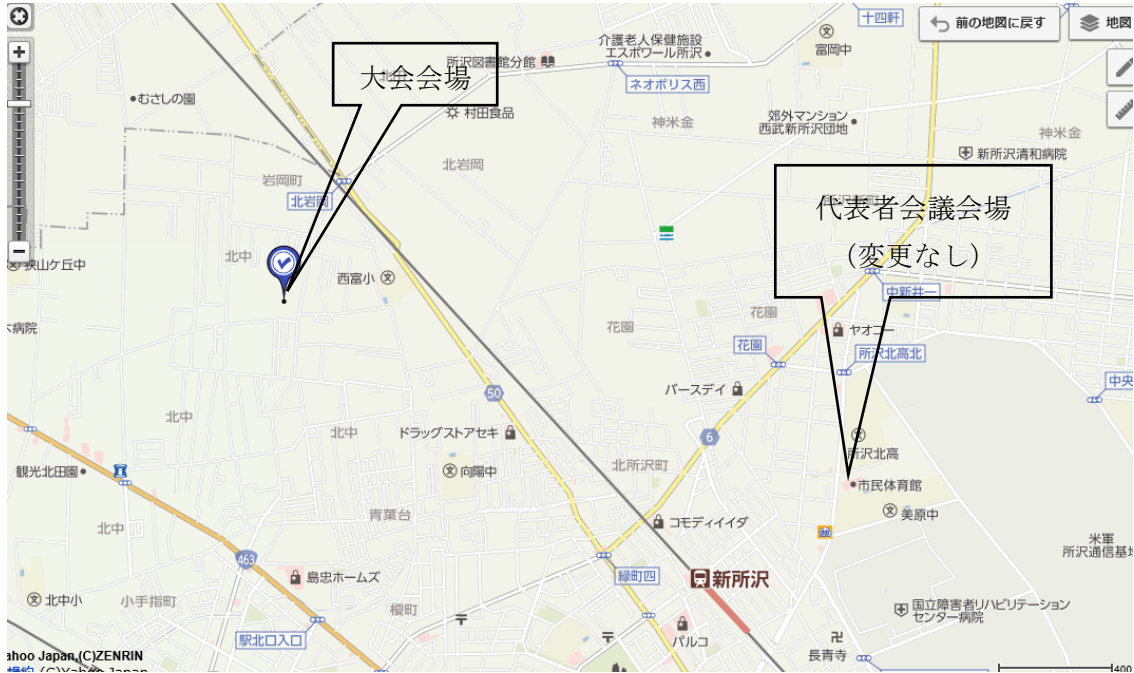 十四軒
前の地図に戻す
地図
富岡中
介護老人保健施設
エスポワール所沢
所沢図書館分館
大会会場
ネオポリス西
むさしの園
村田食品
郊外マンション
西武新所沢団地
神米金
神米金
新所沢清和病院
北岩岡
岩岡町
北岩岡
代表者会議会場
（変更なし）
北中
狭山ケ丘中
西富小
中新井一
花園
花園
病院
ヤオコー
花園
所沢北高北
中央
バースデイ
50
北中
北中
ドラッグストアセキ
6
所沢北高
北所沢町
観光北田園
向陽中
市民体育館
青葉台
美原中
コモディイイダ
北中
米軍
所沢通信基地
463
島忠ホームズ
緑町四
新所沢
北中小
小手指町
榎町
国立障害者リハビリテーション
センター病院
駅北口入口
パルコ
長青寺
ahoo Japan,(C)ZENRIN
規約 (C)Yahoo Japan
400